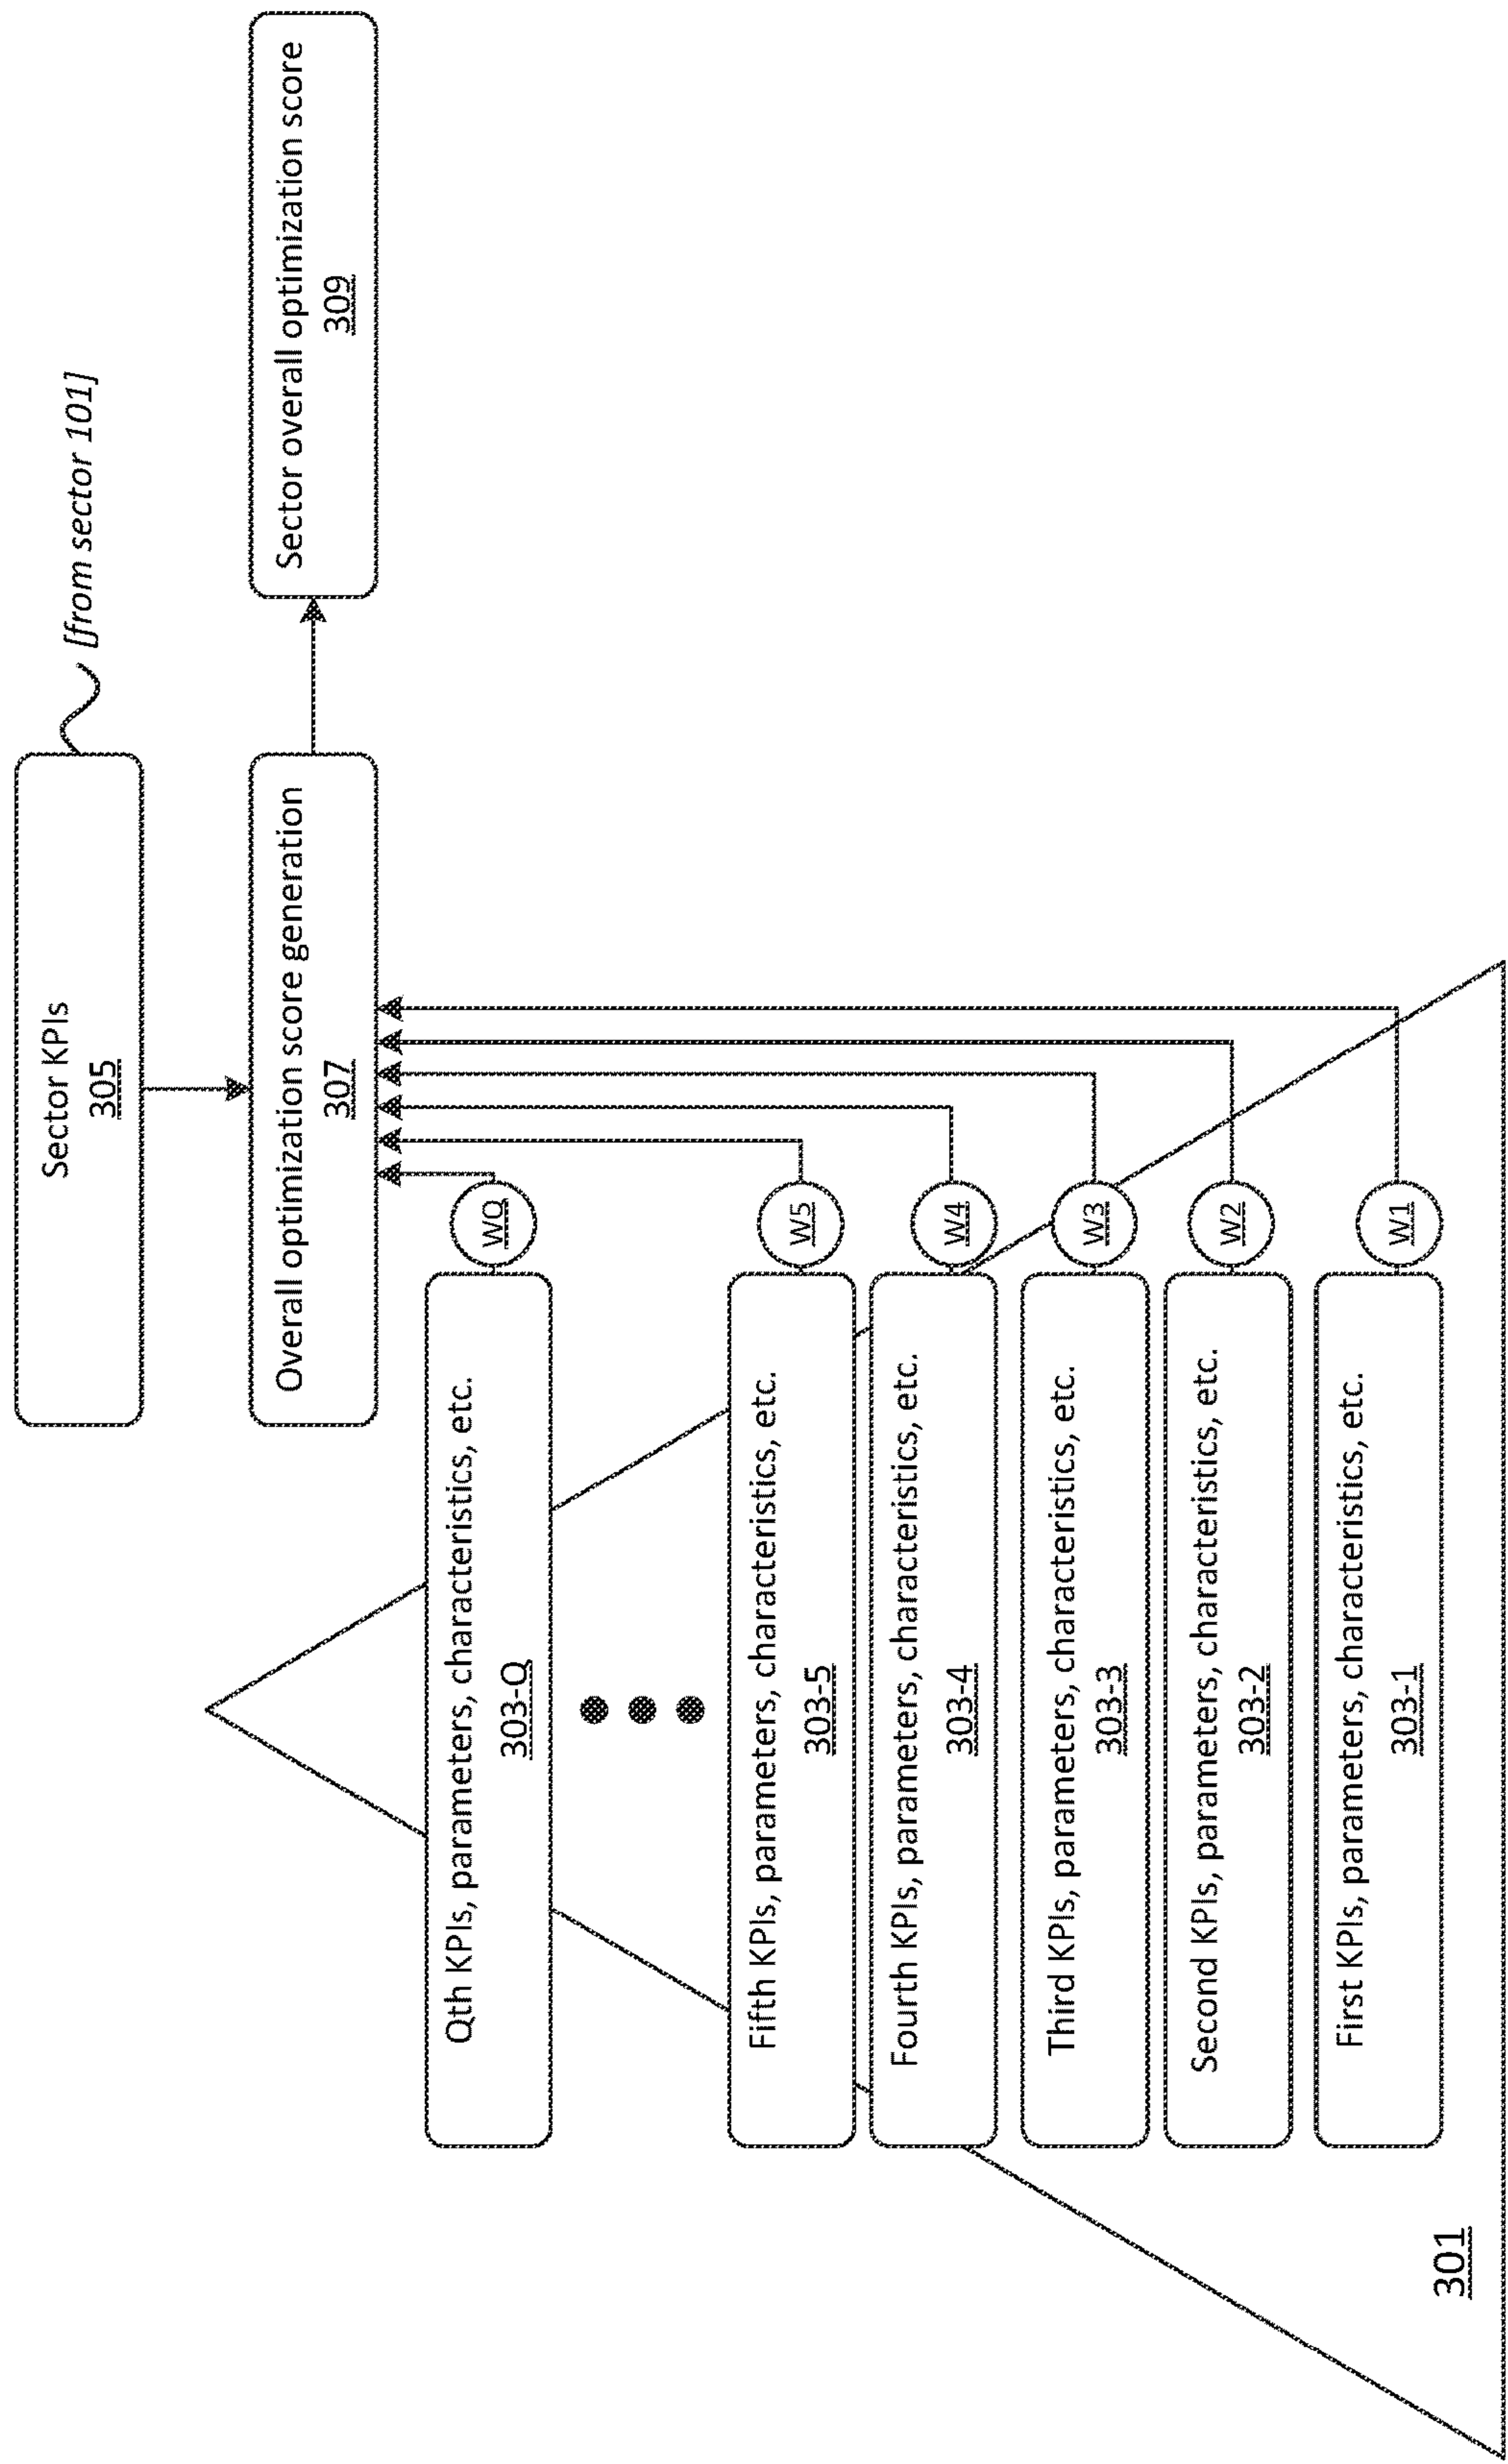 Sector KPIs
305
[from sector 101]
Overall optimization score generation
307
Sector overall optimization score
309
Qth KPIs, parameters, characteristics, etc.
303-Q
WQ
Fifth KPIs, parameters, characteristics, etc.
303-5
W5
Fourth KPIs, parameters, characteristics, etc.
303-4
W4
Third KPIs, parameters, characteristics, etc.
303-3
W3
Second KPIs, parameters, characteristics, etc.
303-2
W2
First KPIs, parameters, characteristics, etc.
303-1
W1
301